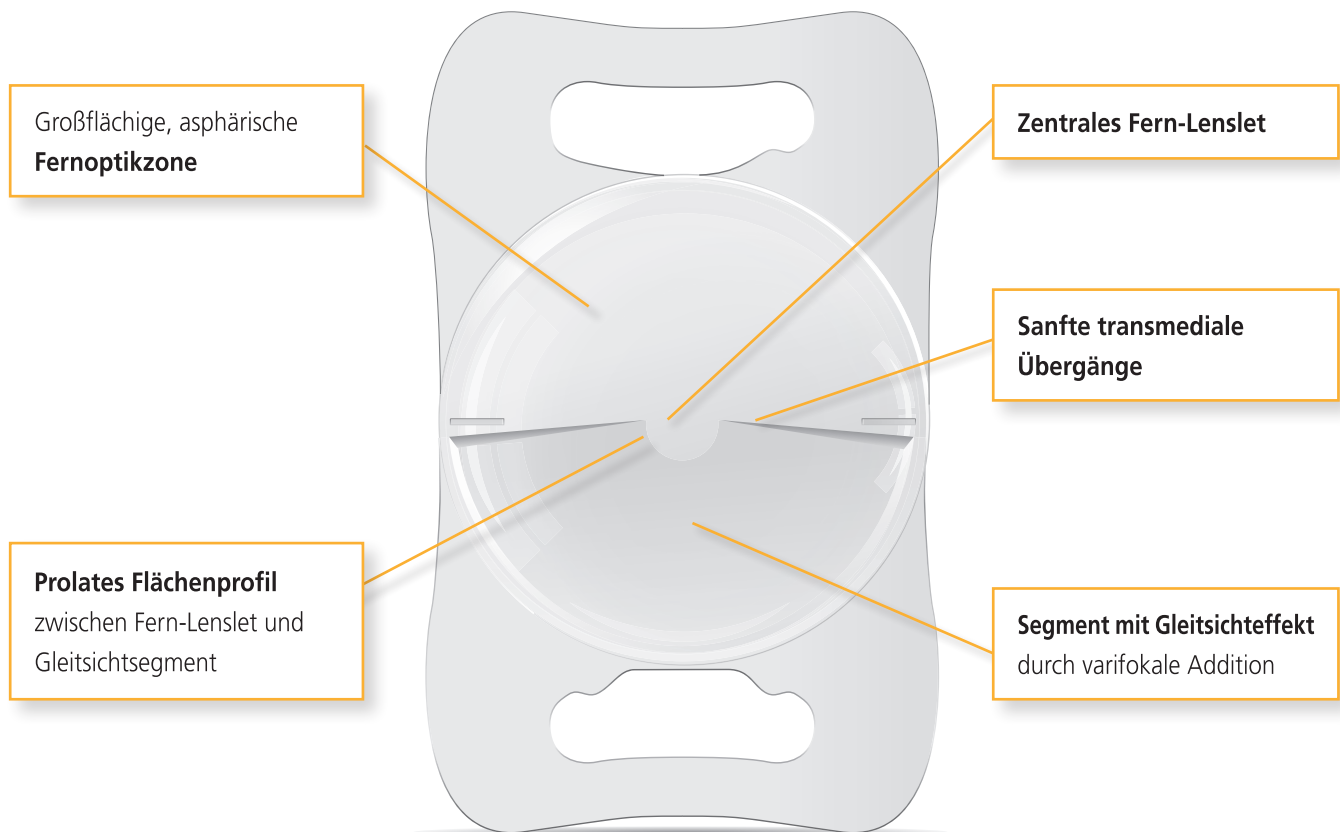 Großflächige, asphärische
Fernoptikzone
Zentrales Fern-Lenslet
Sanfte transmediale
Übergänge
Prolates Flächenprofil
zwischen Fern-Lenslet und
Gleitsichtsegment
Segment mit Gleitsichteffekt
durch varifokale Addition